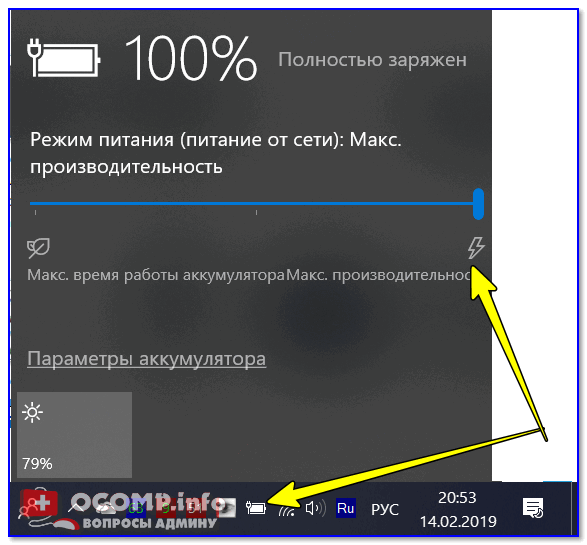 100% Полностью заряжен
Режим питания (питание от сети): Макс.
производительность
Макс. время работы аккумулятора Макс. производительнос
Параметры аккумулятора
79%
OCOMP.info
ВОПРОСЫ АДМИНУ
Ru
РУС
20:53
14.02.2019